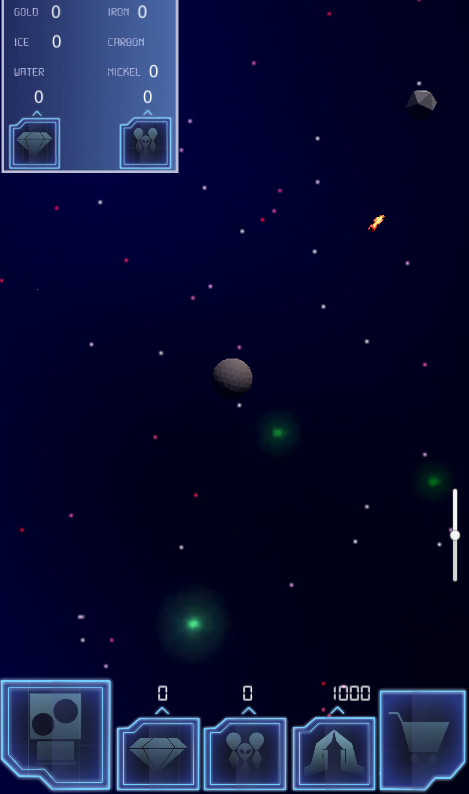 GOLD 0 IRON 0
ICE 0 CARBON
WATER NICKEL 0
0 0
0 0 1000